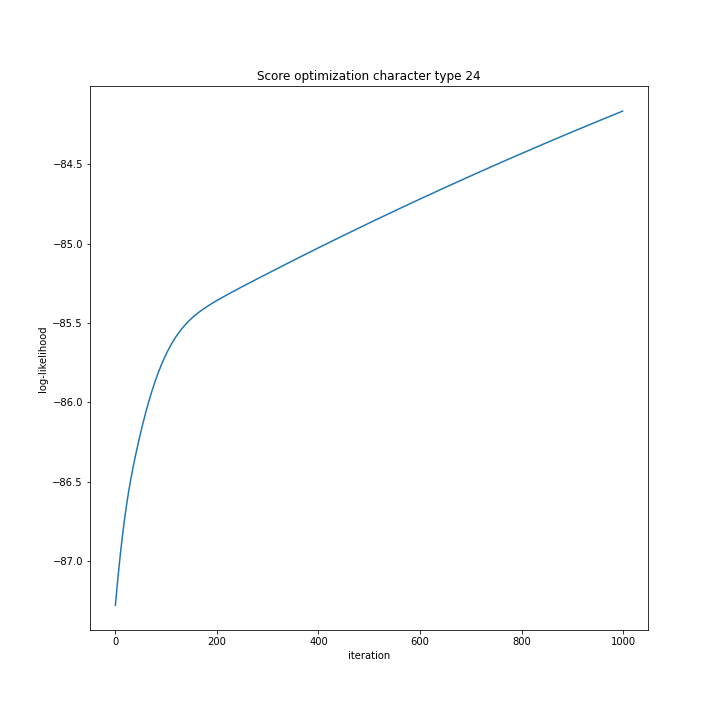 Score optimization character type 24
log-likelihood
−84.5
−85.0
−85.5
−86.0
−86.5
−87.0
0 200 400 600 800 1000
iteration